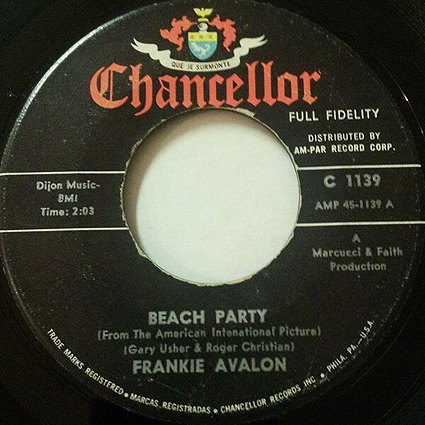 QUE JE SURMONTE
Chancellor
FULL FIDELITY
DISTRIBUTED BY
AM-PAR RECORD CORP.
Dijon Music-
BMI
Time: 2:03
C 1139
AMP 45-1139 A
A
Marcucci & Faith
Production
BEACH PARTY
(From The American Intenational Picture)
(Gary Usher & Roger Christian)
FRANKIE AVALON
TRADE MARKS REGISTERED • MARCAS REGISTRADAS • CHANCELLOR RECORDS INC • PHILA, PA.-U.S.A.